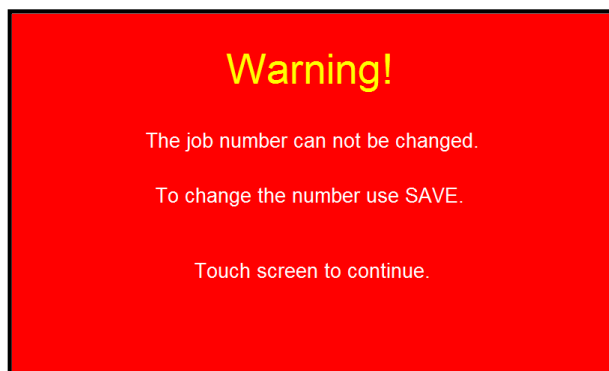 Warning!
The job number can not be changed.
To change the number use SAVE.
Touch screen to continue.